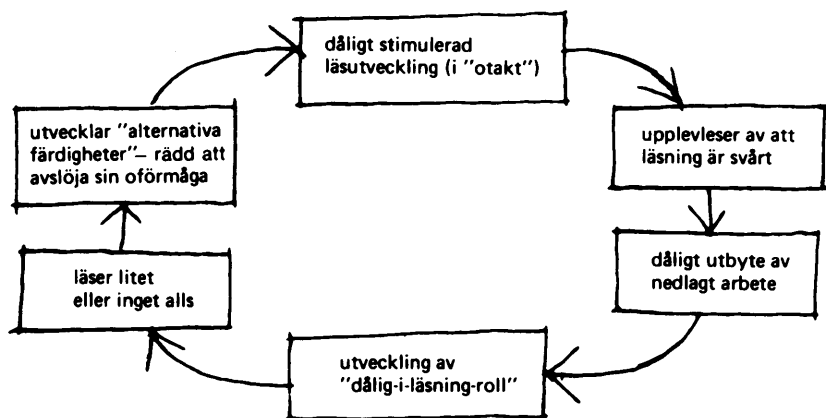 dåligt stimulerad
läsutveckling (i "otakt")
upplevleser av att
läsning är svårt
dåligt utbyte av
nedlagt arbete
utveckling av
"dålig-i-läsning-roll"
läser litet
eller inget alls
utvecklar "alternativa
färdigheter"— rädd att
avslöja sin oförmåga